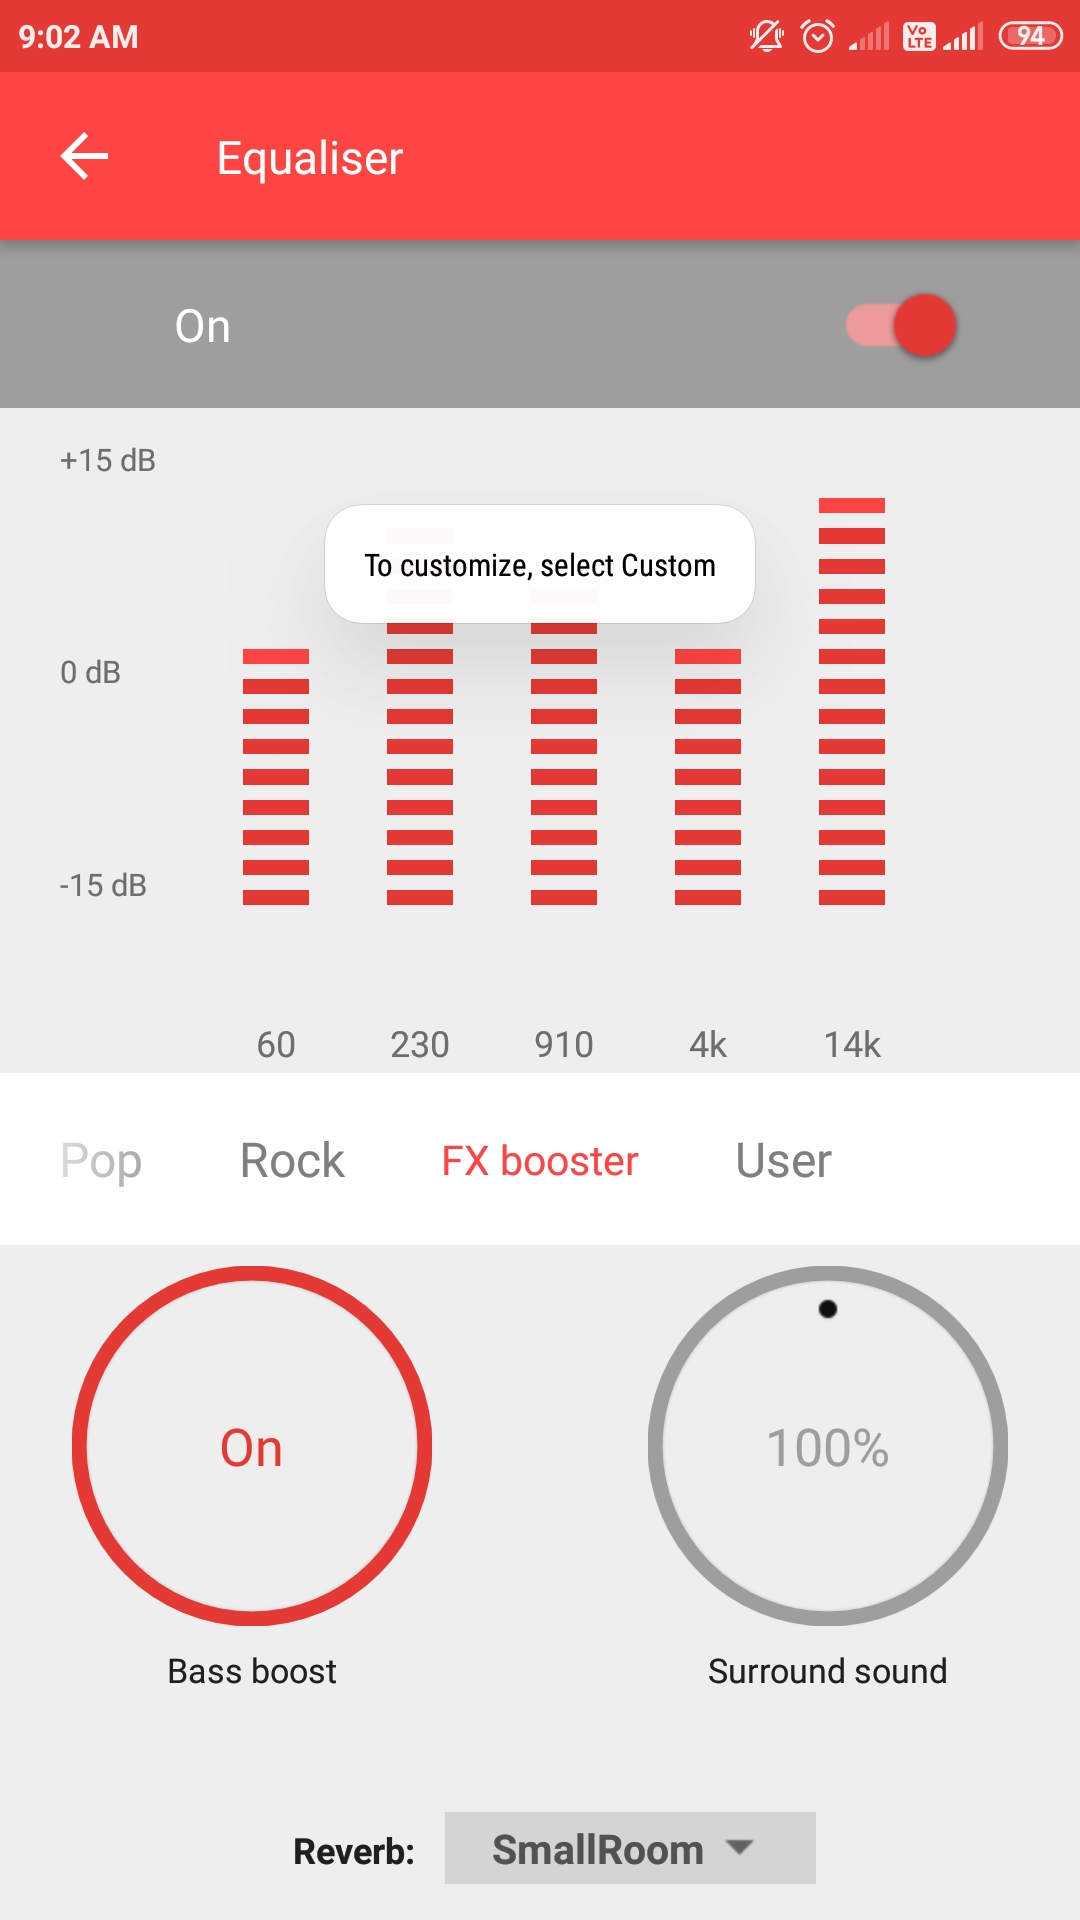 9:02 AM
Vo LTE
94
Equaliser
On
+15 dB
To customize, select Custom
0 dB
-15 dB
60 230 910 4k 14k
Pop Rock FX booster User
On 100%
Bass boost Surround sound
Reverb: SmallRoom